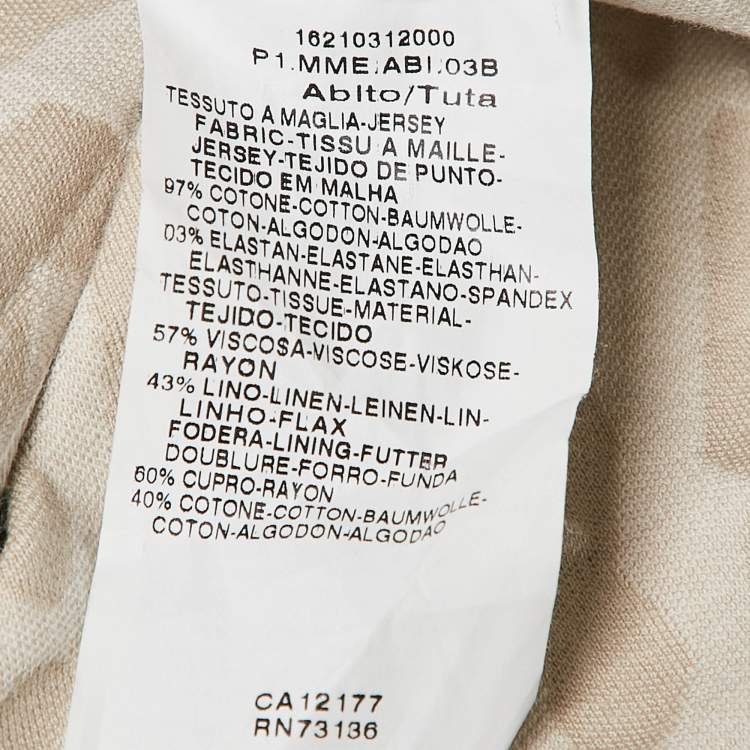 16210312000
P1.MME.ABI.03B
Abito/Tuta
TESSUTO A MAGLIA-JERSEY
FABRIC-TISSU A MAILLE-
JERSEY-TEJIDO DE PUNTO-
TECIDO EM MALHA
97% COTONE-COTTON-BAUMWOLLE-
COTON-ALGODON-ALGODAO
03% ELASTAN-ELASTANE-ELASTHAN-
ELASTHANNE-ELASTANO-SPANDEX
TESSUTO-TISSUE-MATERIAL-
TEJIDO-TECIDO
57% VISCOSA-VISCOSE-VISKOSE-
RAYON
43% LINO-LINEN-LEINEN-LIN-
LINHO-FLAX
FODERA-LINING-FUTTER
DOUBLURE-FORRO-FUNDA
60% CUPRO-RAYON
40% COTONE-COTTON-BAUMWOLLE-
COTON-ALGODON-ALGODAO
CA12177
RN73136